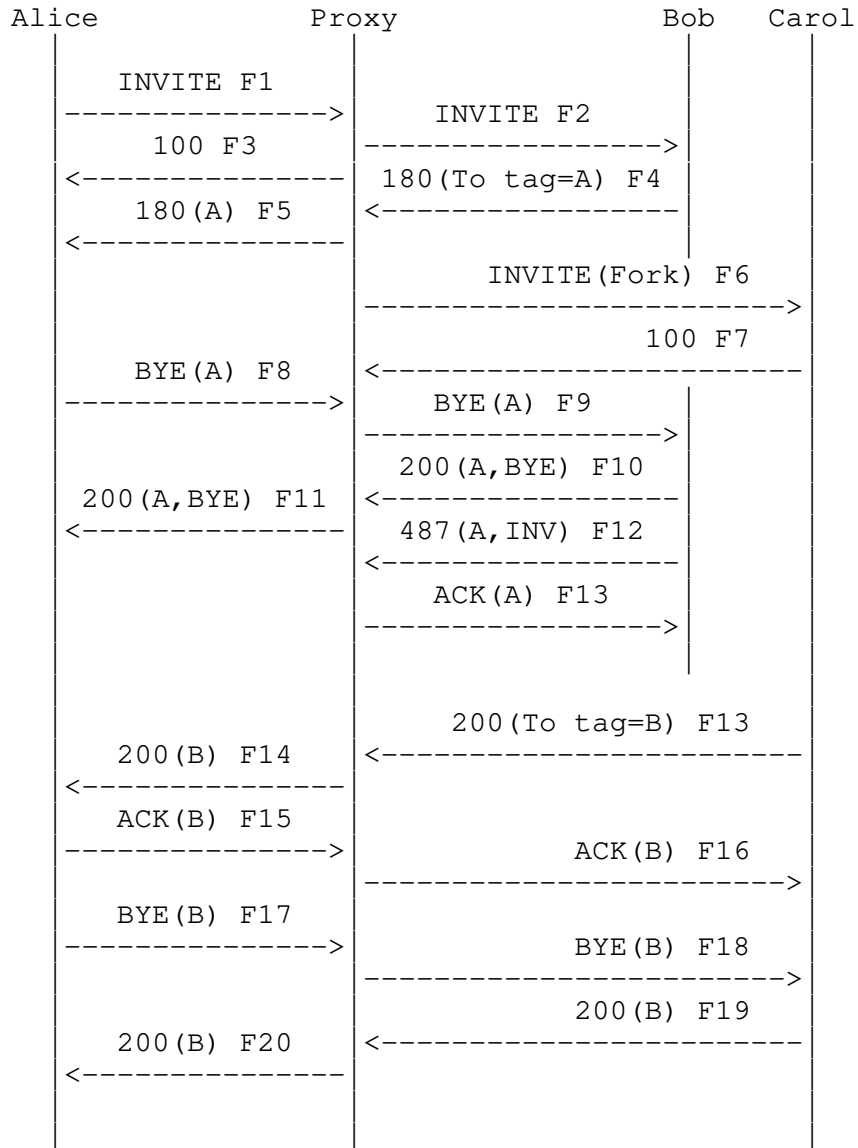 Alice Proxy Bob Carol
INVITE F1
INVITE F2
100 F3
180(To tag=A) F4
180(A) F5
INVITE(Fork) F6
100 F7
BYE(A) F8
BYE(A) F9
200(A,BYE) F10
200(A,BYE) F11
487(A,INV) F12
ACK(A) F13
200(To tag=B) F13
200(B) F14
ACK(B) F15
ACK(B) F16
BYE(B) F17
BYE(B) F18
200(B) F19
200(B) F20